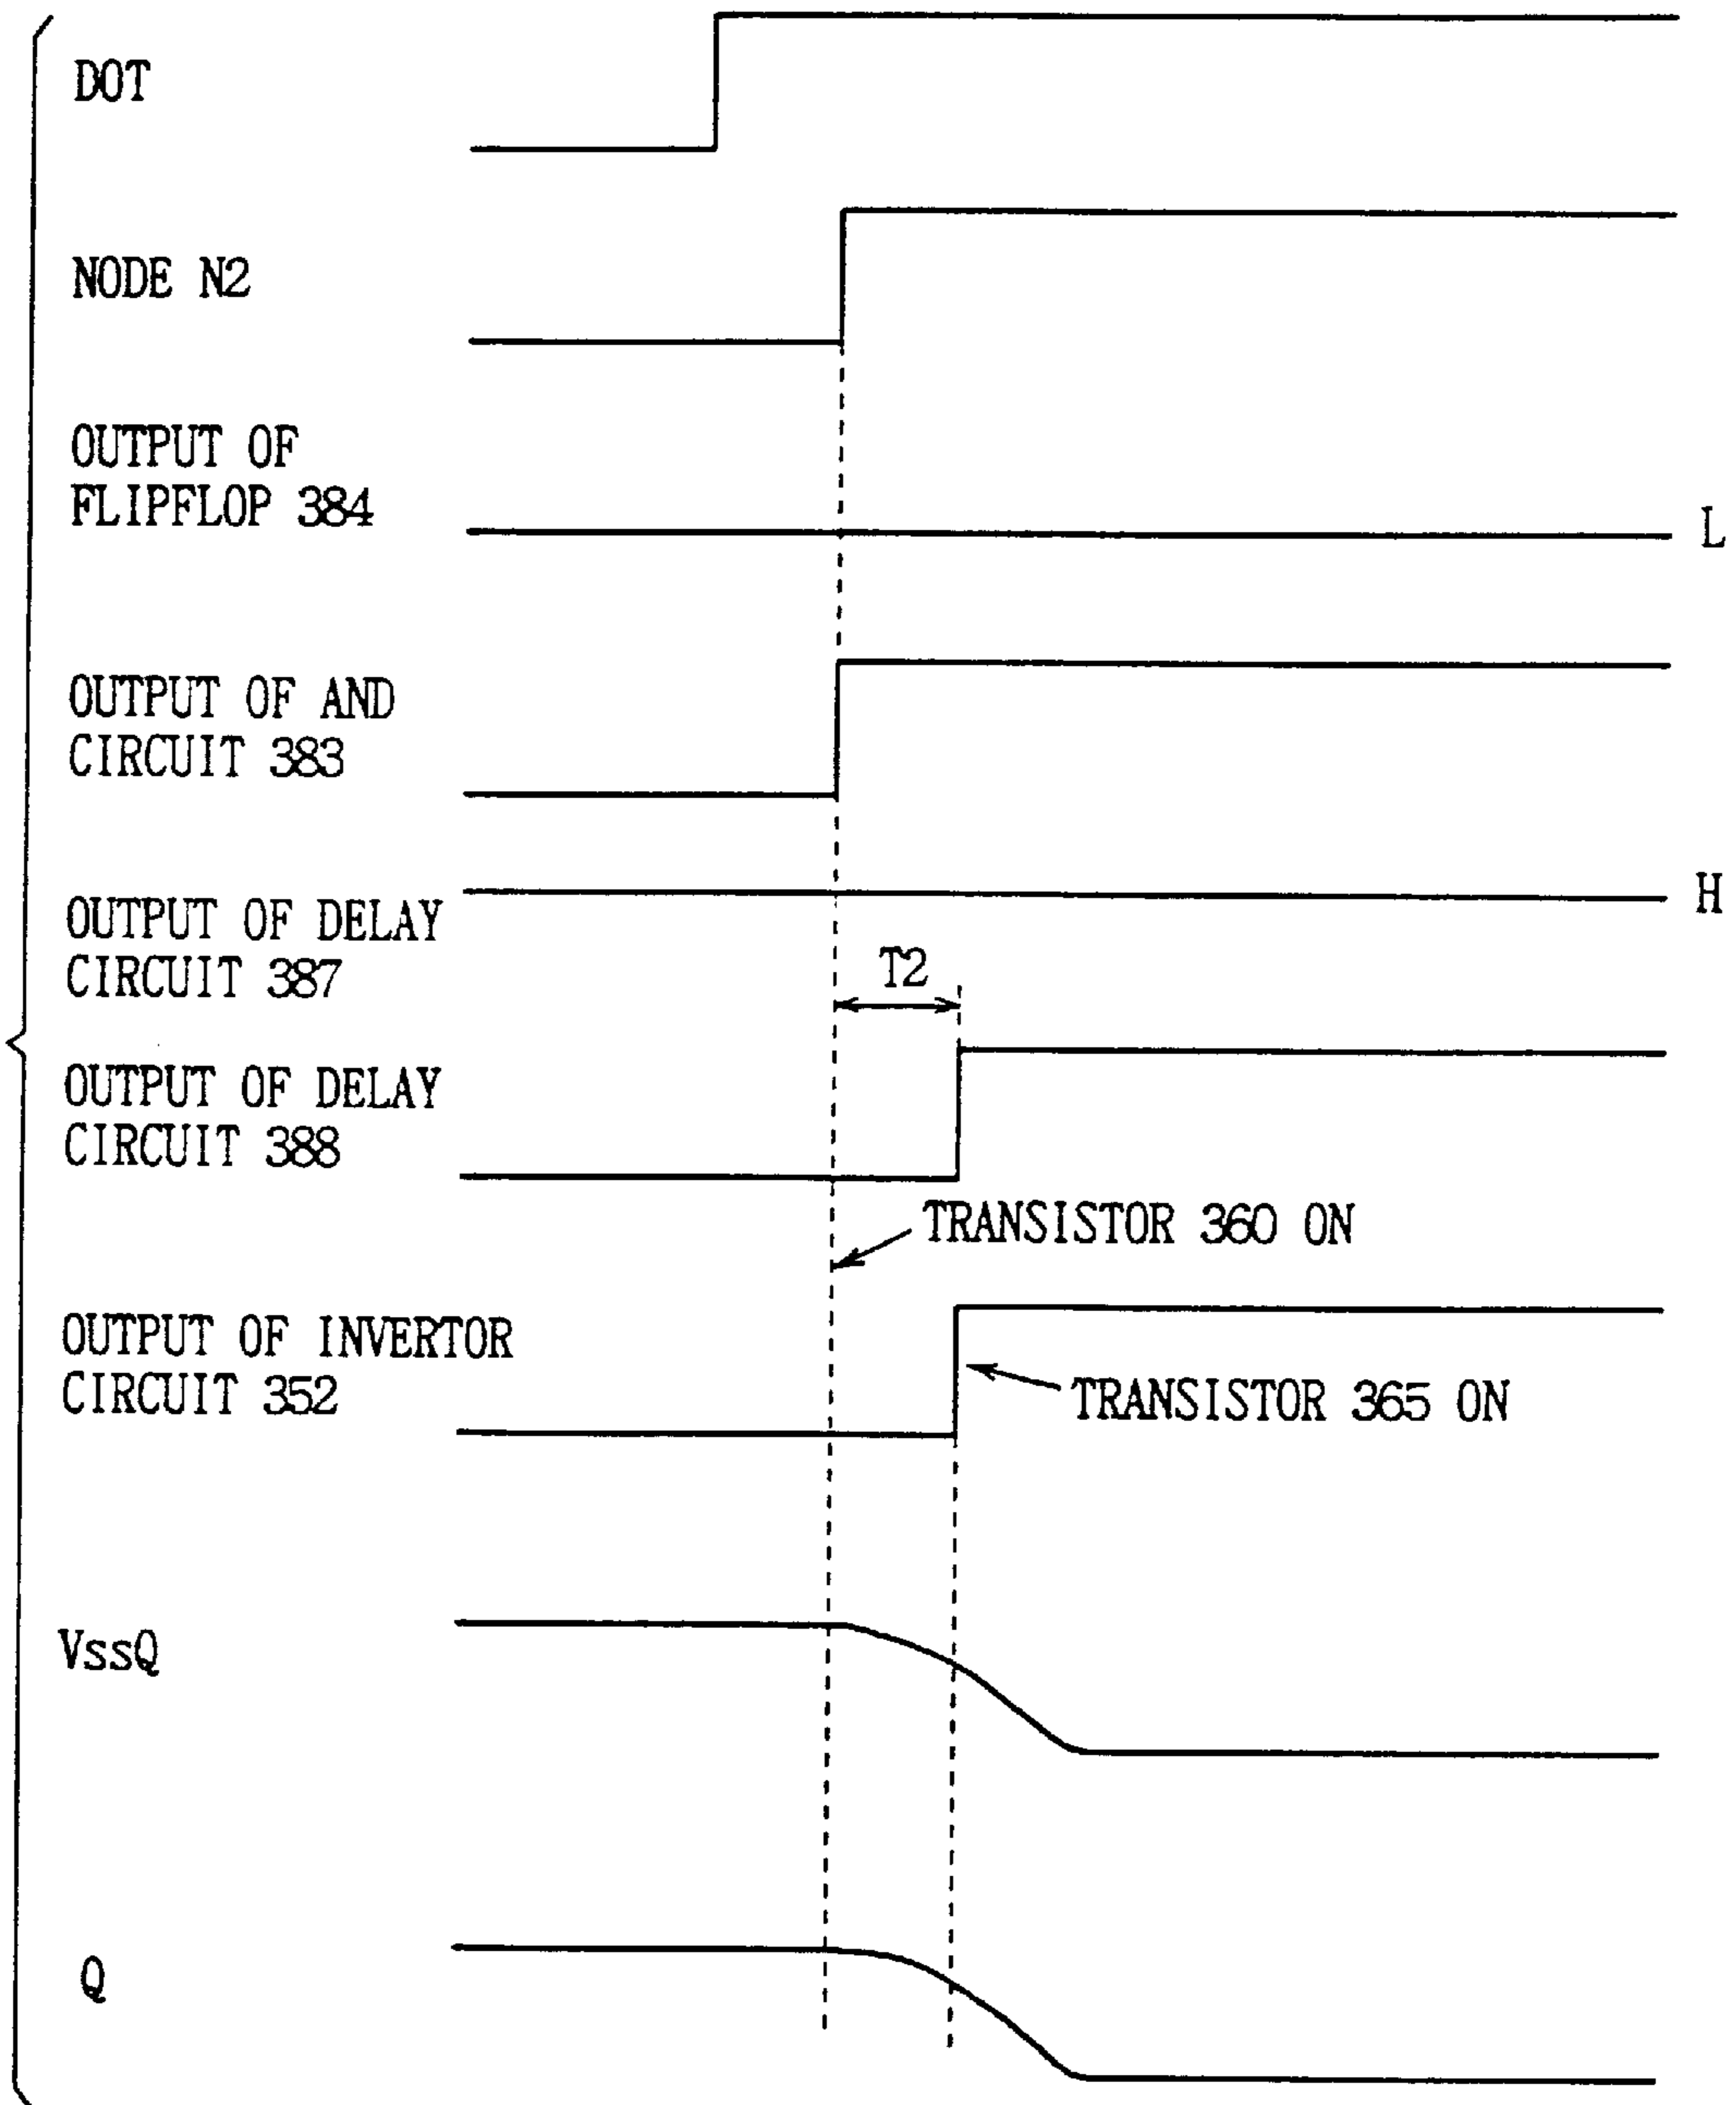 DOT
NODE N2
OUTPUT OF
FLIPFLOP 384
L
OUTPUT OF AND
CIRCUIT 383
H
OUTPUT OF DELAY
CIRCUIT 387
T2
OUTPUT OF DELAY
CIRCUIT 388
TRANSISTOR 360 ON
OUTPUT OF INVERTOR
CIRCUIT 352
TRANSISTOR 365 ON
VssQ
Q